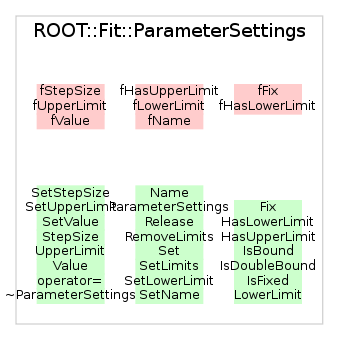 ROOT::Fit::ParameterSettings
fStepSize
fUpperLimit
fValue
fHasUpperLimit
fLowerLimit
fName
fFix
fHasLowerLimit
SetStepSize
SetUpperLimit
SetValue
StepSize
UpperLimit
Value
operator=
~ParameterSettings
Name
ParameterSettings
Release
RemoveLimits
Set
SetLimits
SetLowerLimit
SetName
Fix
HasLowerLimit
HasUpperLimit
IsBound
IsDoubleBound
IsFixed
LowerLimit